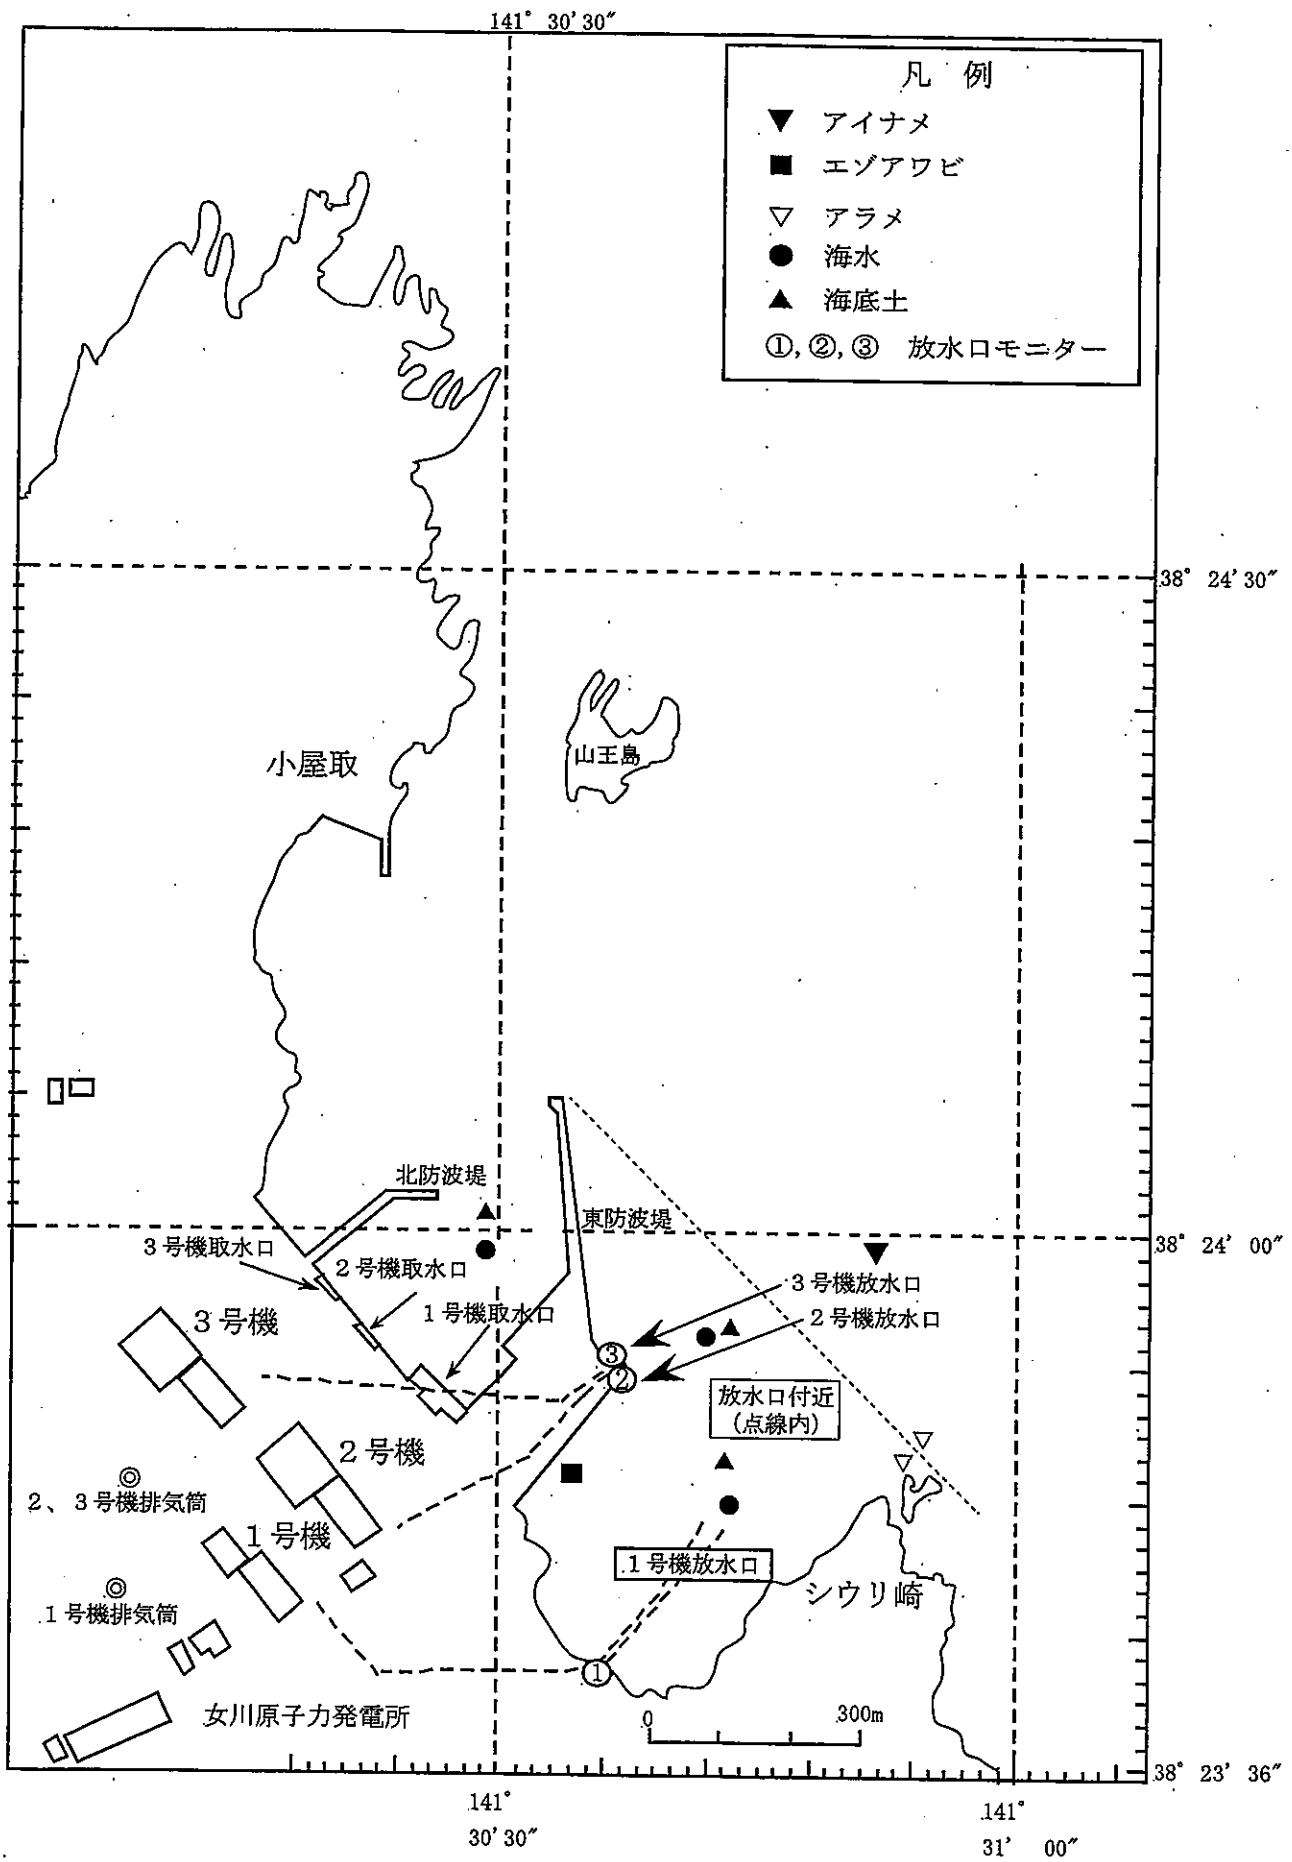 141° 30′30″
凡 例
▼ アイナメ
■ エゾアワビ
▽ アラメ
● 海水
▲ 海底土
①, ②, ③ 放水口モニター
38° 24′30″
山王島
小屋取
北防波堤
東防波堤
3号機取水口
38° 24′ 00″
2号機取水口
3号機放水口
1号機取水口
2号機放水口
3号機
③
②
放水口付近
(点線内)
2号機
2、3号機排気筒
1号機
1号機放水口
シウリ崎
1号機排気筒
①
女川原子力発電所
0 300m
38° 23′ 36″
141°
30′30″
141°
31′ 00″